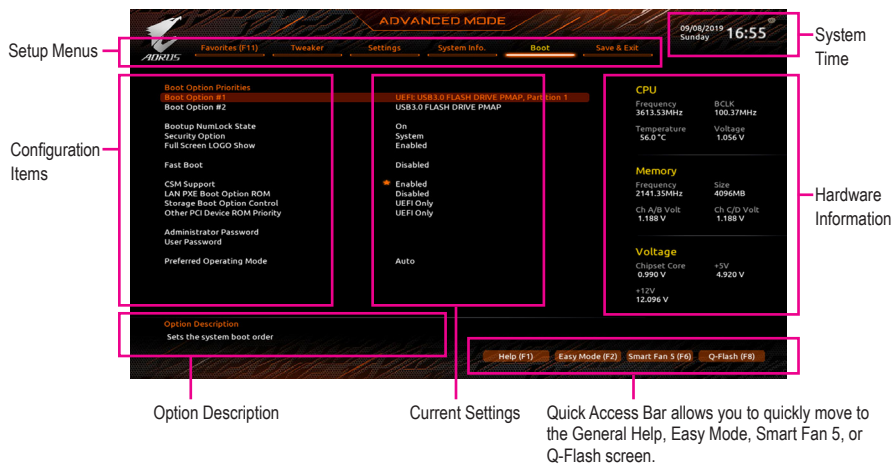 ADVANCED MODE
09/08/2019
Sunday
16:55
System
Time
Setup Menus
AORUS
Favorites (F11) Tweaker Settings System Info. Boot Save & Exit
Boot Option Priorities
Boot Option #1 UEFI: USB3.0 FLASH DRIVE PMAP, Partition 1
Boot Option #2 USB3.0 FLASH DRIVE PMAP
Bootup NumLock State On
Security Option System
Full Screen LOGO Show Enabled
Fast Boot Disabled
CSM Support Enabled
LAN PXE Boot Option ROM Disabled
Storage Boot Option Control UEFI Only
Other PCI Device ROM Priority UEFI Only
Administrator Password
User Password
Preferred Operating Mode Auto
Configuration
Items
CPU
Frequency BCLK
3613.53MHz 100.37MHz
Temperature Voltage
56.0 °C 1.056 V
Memory
Frequency Size
2141.35MHz 4096MB
Ch A/B Volt Ch C/D Volt
1.188 V 1.188 V
Voltage
Chipset Core +5V
0.990 V 4.920 V
+12V
12.096 V
Hardware
Information
Option Description
Sets the system boot order
Help (F1) Easy Mode (F2) Smart Fan 5 (F6) Q-Flash (F8)
Option Description
Current Settings
Quick Access Bar allows you to quickly move to
the General Help, Easy Mode, Smart Fan 5, or
Q-Flash screen.